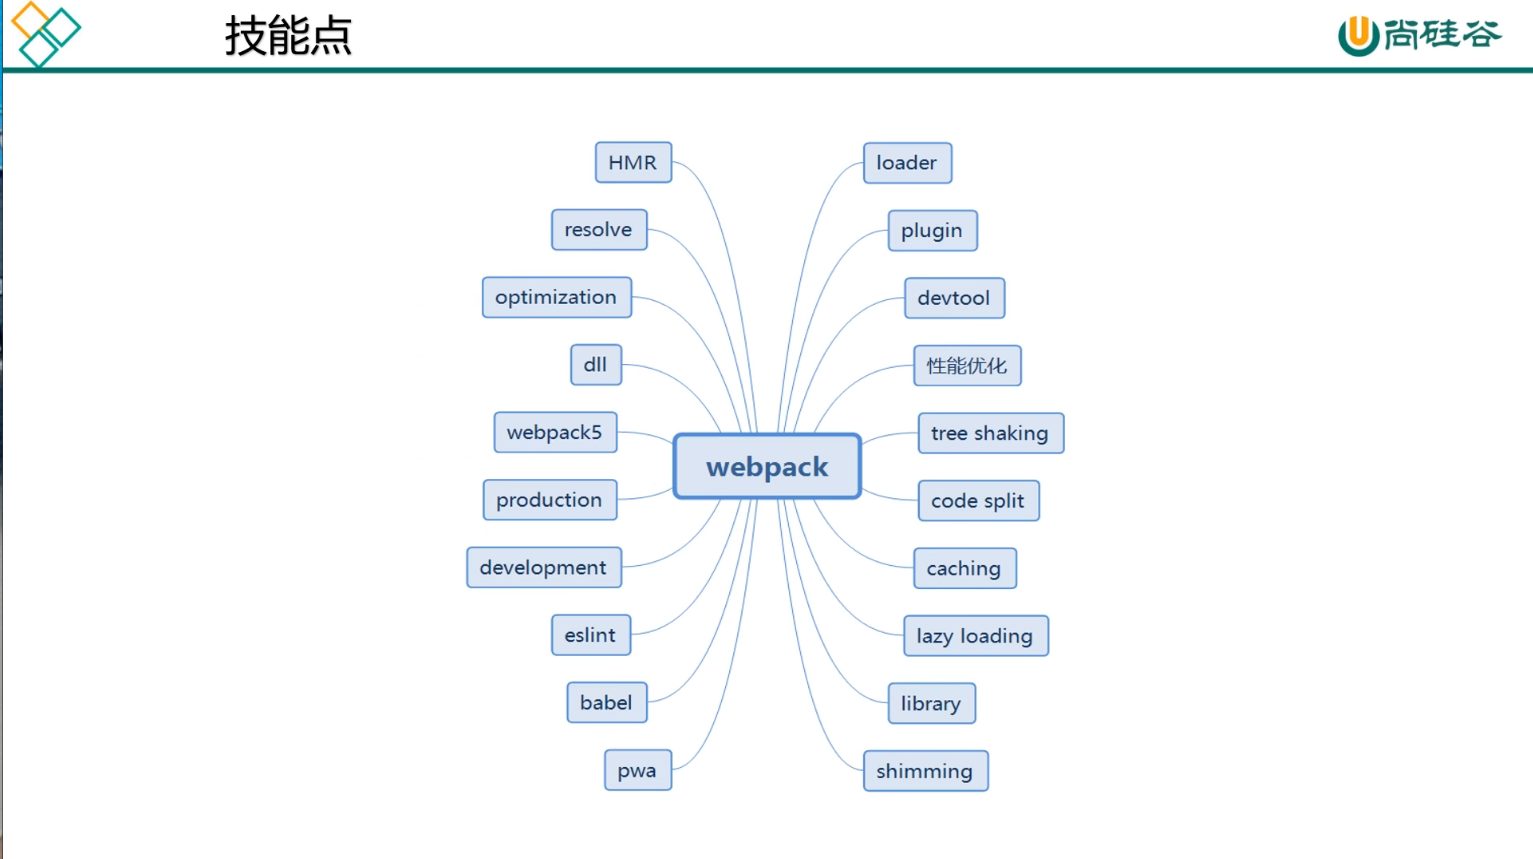 技能点
尚硅谷
HMR
resolve
optimization
dll
webpack5
production
development
eslint
babel
pwa
webpack
loader
plugin
devtool
性能优化
tree shaking
code split
caching
lazy loading
library
shimming